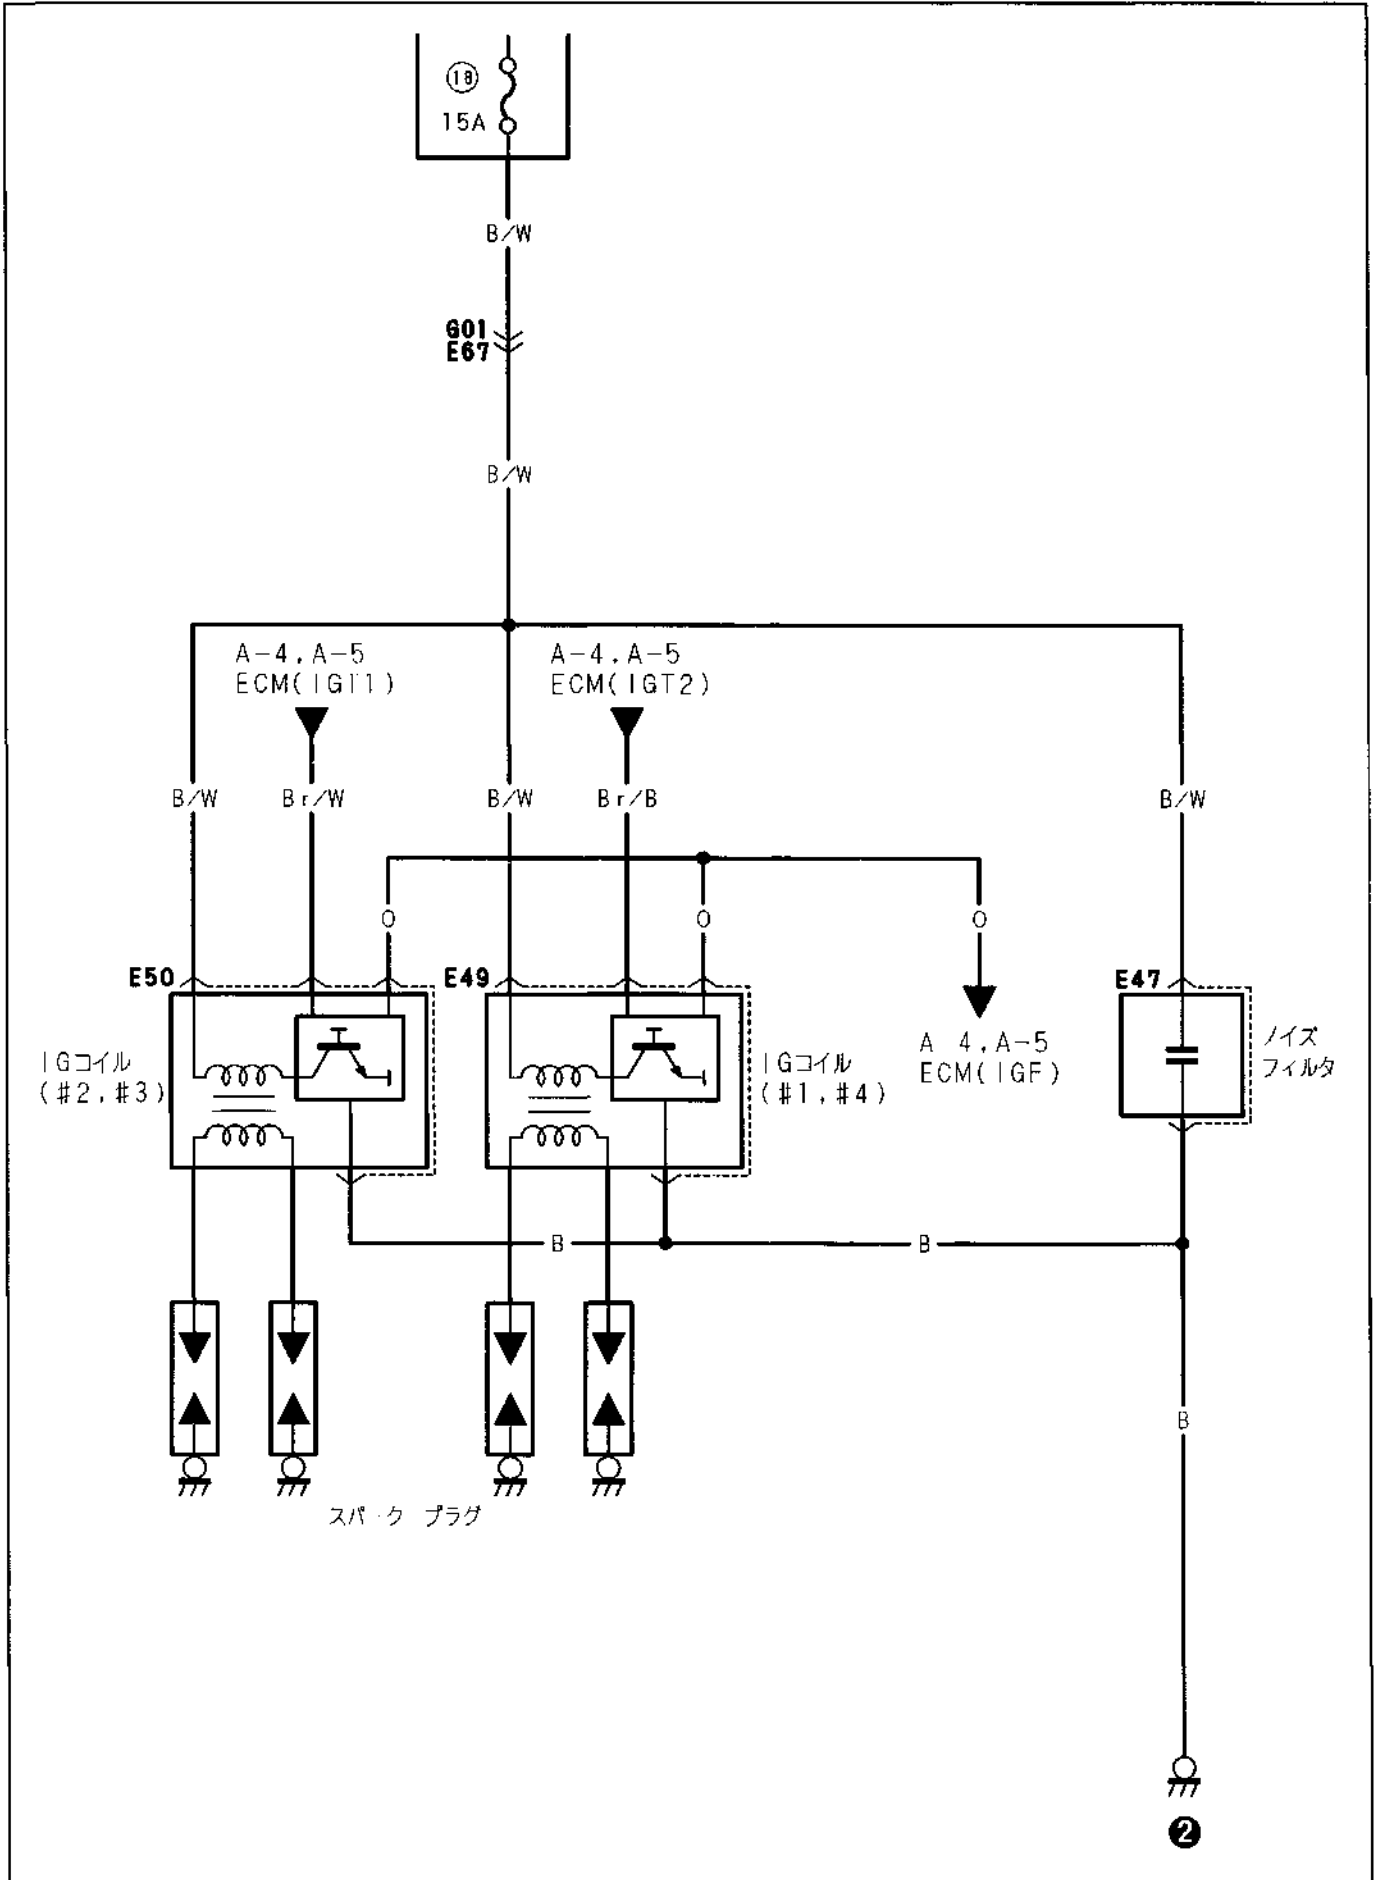 18
15A
B/W
G01
E67
B/W
A-4,A-5
ECM(IGT1)
A-4,A-5
ECM(IGT2)
B/W
Br/W
B/W
Br/B
B/W
O
O
O
E50
E49
E47
IGコイル
(#2,#3)
IGコイル
(#1,#4)
A 4,A-5
ECM(IGF)
ノイズ
フィルタ
B
B
B
スパーク プラグ
2